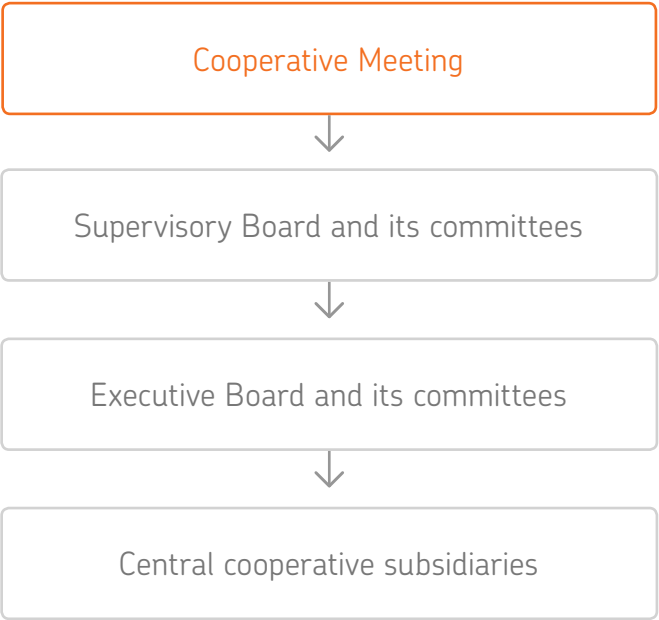 Cooperative Meeting
Supervisory Board and its committees
Executive Board and its committees
Central cooperative subsidiaries